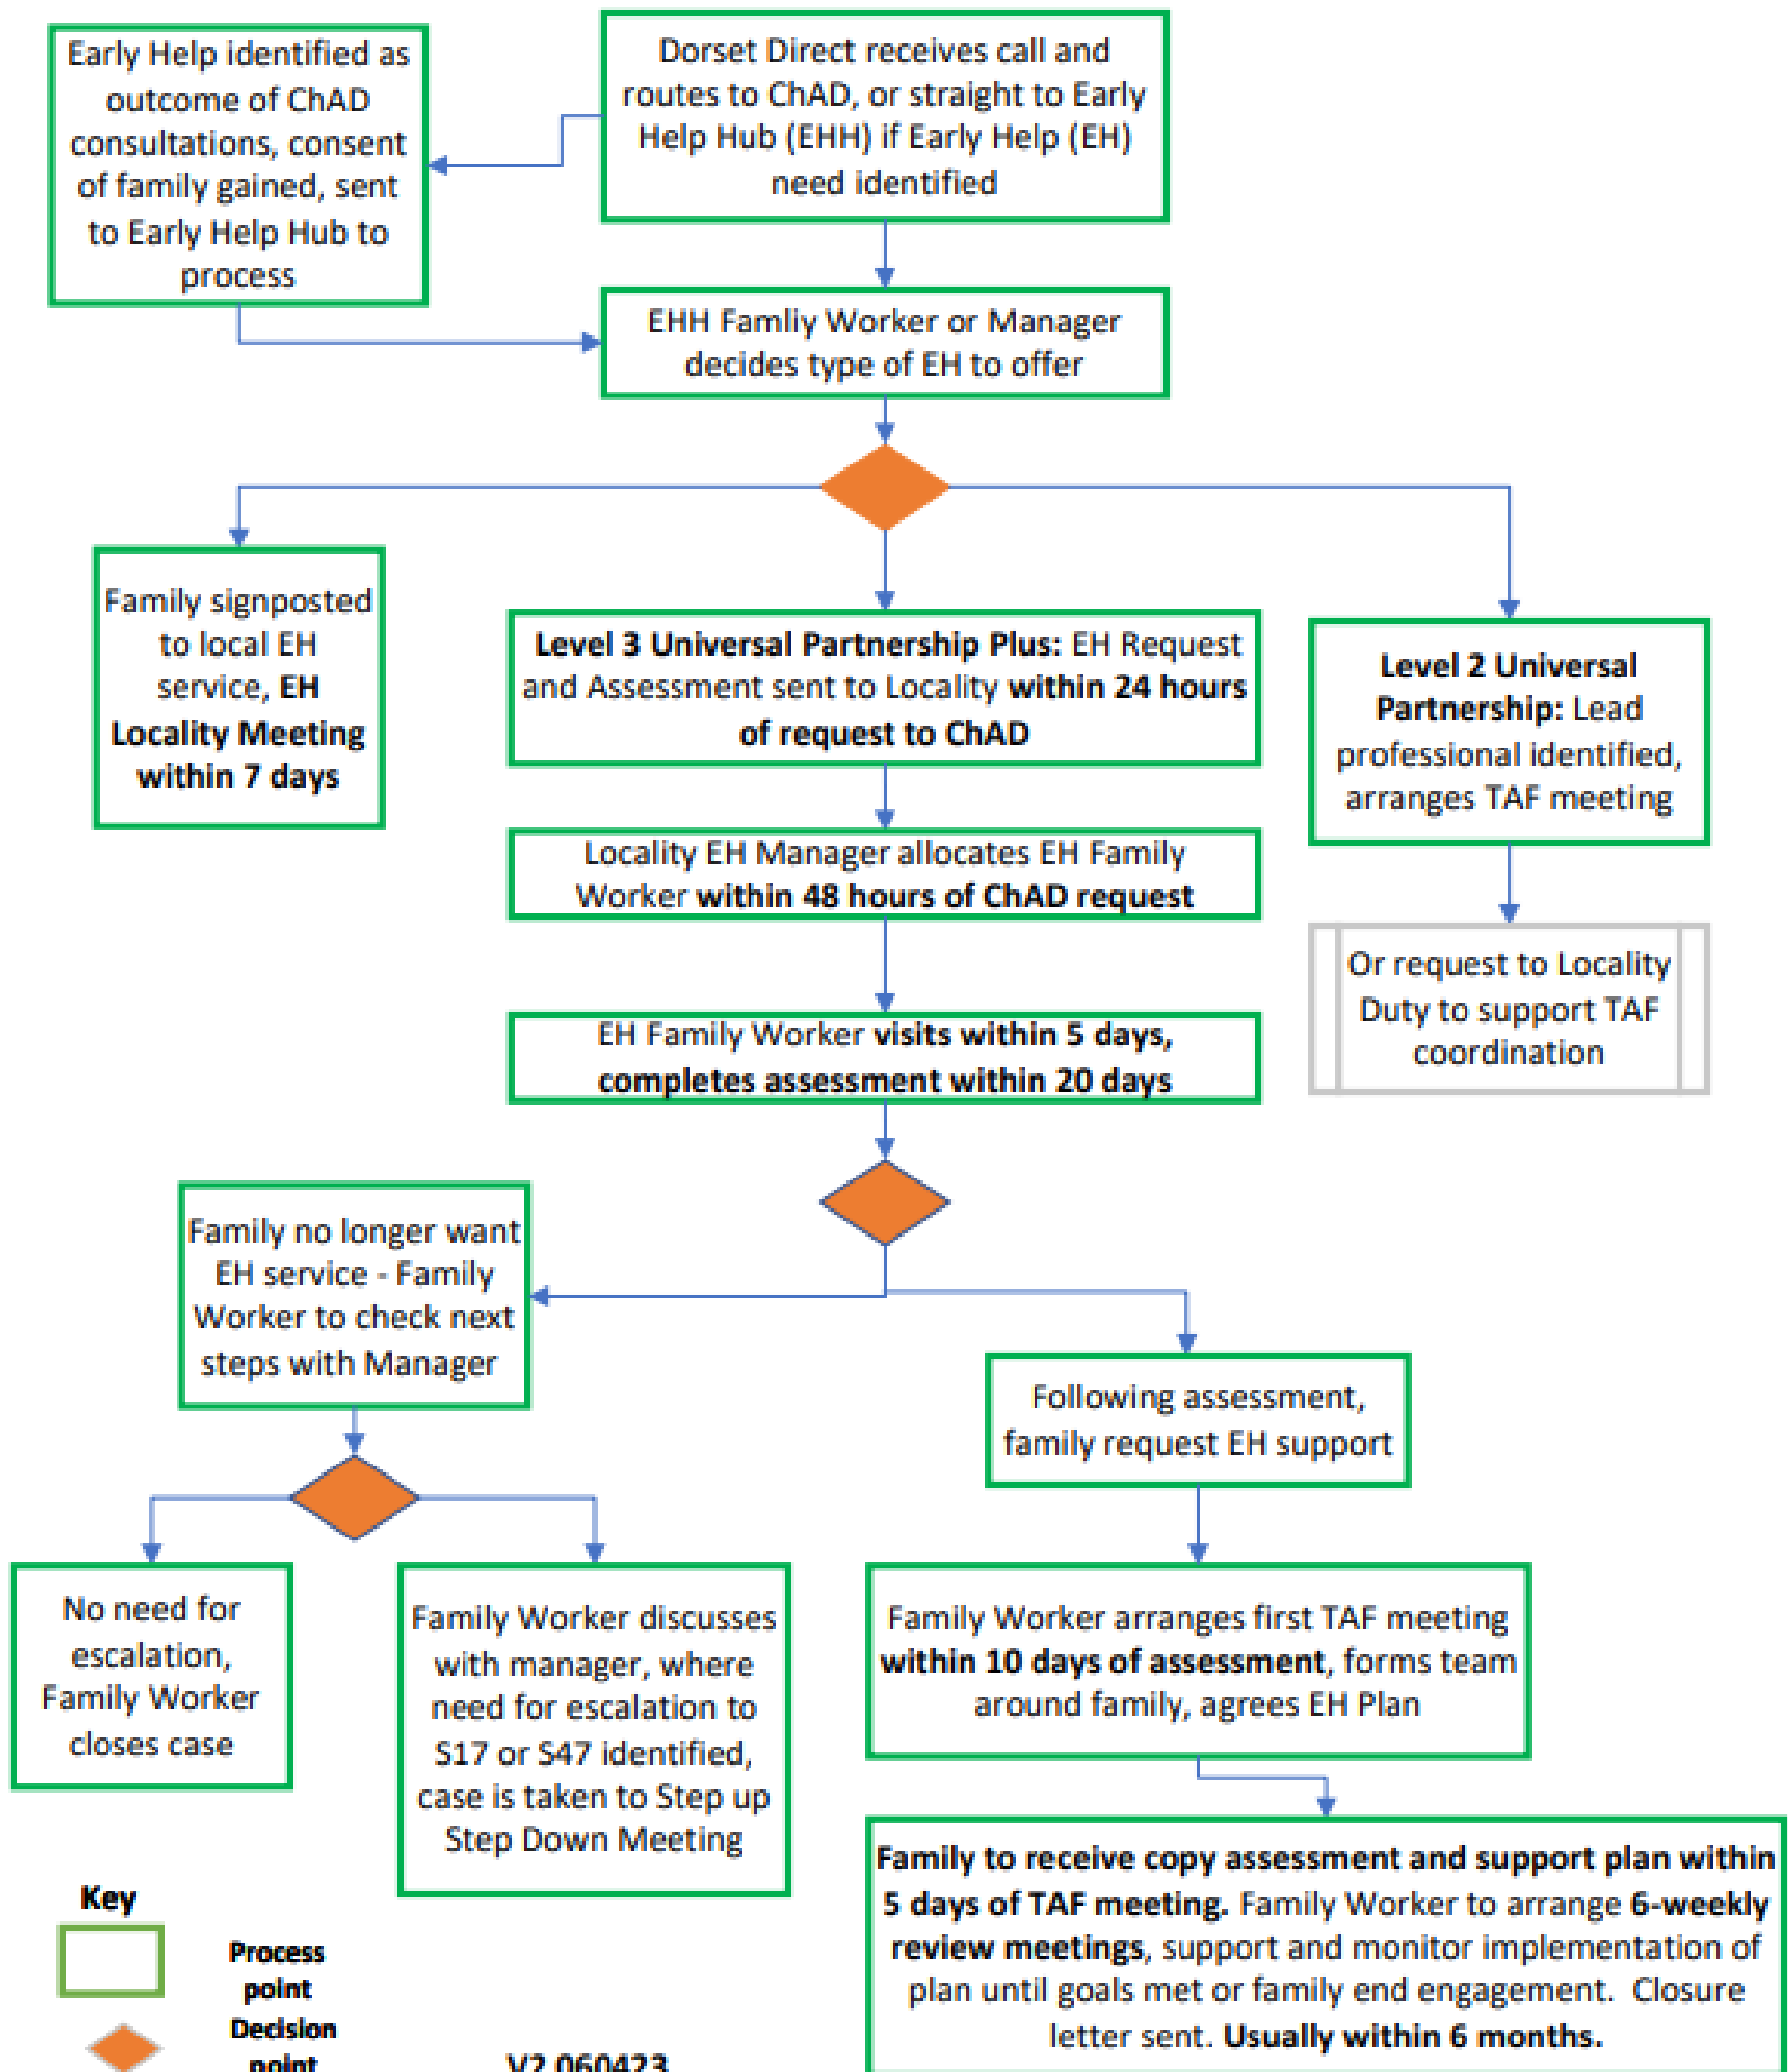 Early Help identified as
outcome of ChAD
consultations, consent
of family gained, sent
to Early Help Hub to
process
Dorset Direct receives call and
routes to ChAD, or straight to Early
Help Hub (EHH) if Early Help (EH)
need identified
EHH Famliy Worker or Manager
decides type of EH to offer
Family signposted
to local EH
service, EH
Locality Meeting
within 7 days
Level 3 Universal Partnership Plus: EH Request
and Assessment sent to Locality within 24 hours
of request to ChAD
Level 2 Universal
Partnership: Lead
professional identified,
arranges TAF meeting
Locality EH Manager allocates EH Family
Worker within 48 hours of ChAD request
Or request to Locality
Duty to support TAF
coordination
EH Family Worker visits within 5 days,
completes assessment within 20 days
Family no longer want
EH service - Family
Worker to check next
steps with Manager
Following assessment,
family request EH support
No need for
escalation,
Family Worker
closes case
Family Worker discusses
with manager, where
need for escalation to
S17 or S47 identified,
case is taken to Step up
Step Down Meeting
Family Worker arranges first TAF meeting
within 10 days of assessment, forms team
around family, agrees EH Plan
Family to receive copy assessment and support plan within
5 days of TAF meeting. Family Worker to arrange 6-weekly
review meetings, support and monitor implementation of
plan until goals met or family end engagement. Closure
letter sent. Usually within 6 months.
Key
Process
point
Decision
point
V2 060423